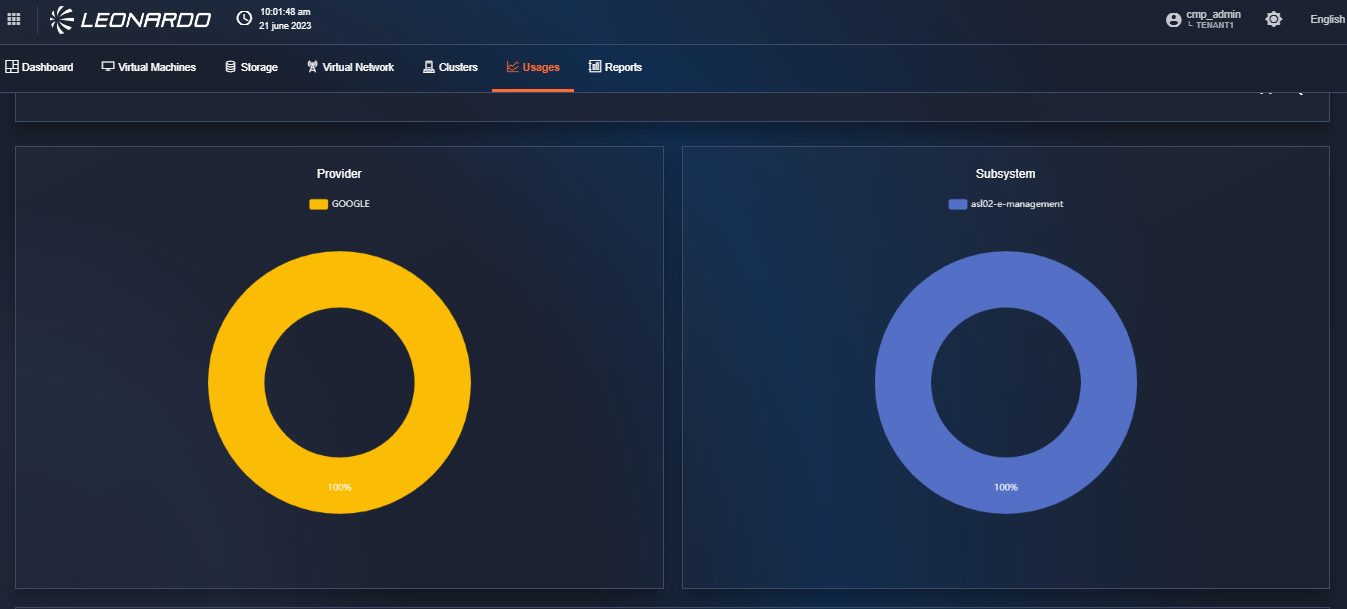 LEONARDO
10:01:48 am
21 june 2023
cmp_admin
└ TENANT1
English
Dashboard
Virtual Machines
Storage
Virtual Network
Clusters
Usages
Reports
Provider
GOOGLE
100%
Subsystem
asl02-e-management
100%